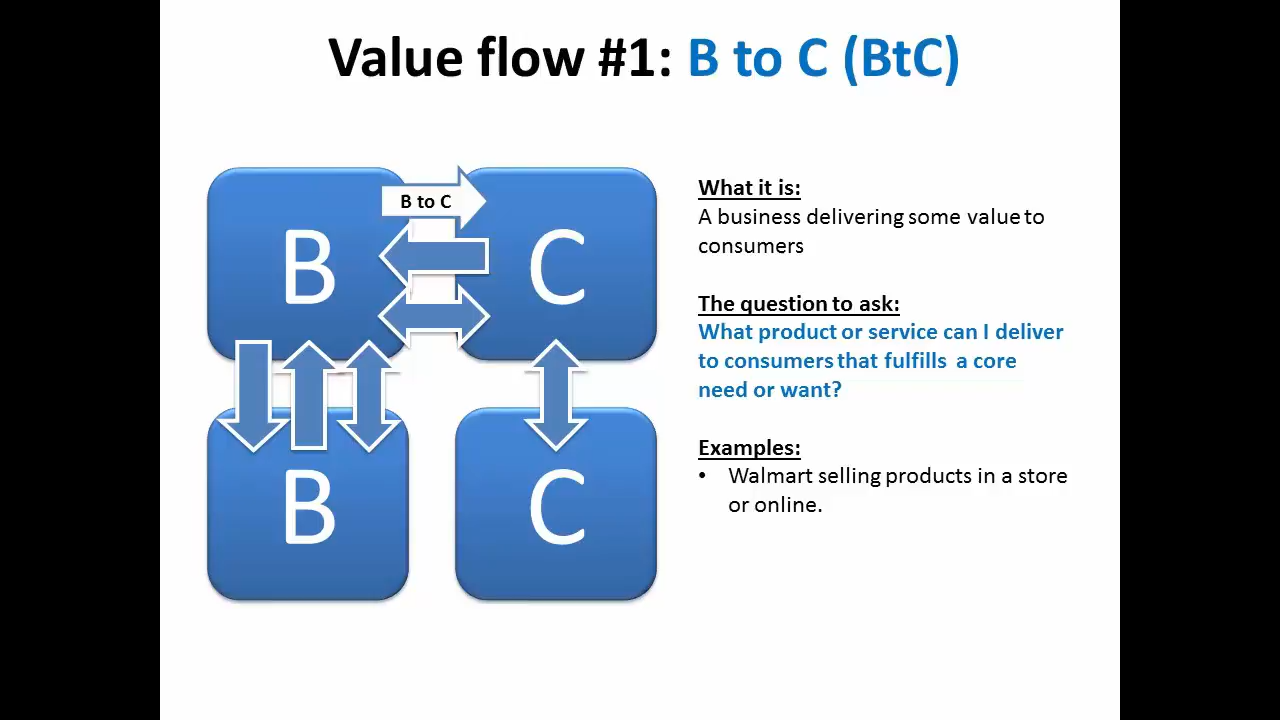 Value flow #1: B to C (BtC)
B to C
B
C
B
C
What it is:
A business delivering some value to
consumers
The question to ask:
What product or service can I deliver
to consumers that fulfills a core
need or want?
Examples:
• Walmart selling products in a store
or online.